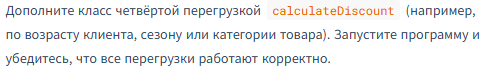 Дополните класс четвёртой перегрузкой calculateDiscount (например,
по возрасту клиента, сезону или категории товара). Запустите программу и
убедитесь, что все перегрузки работают корректно.